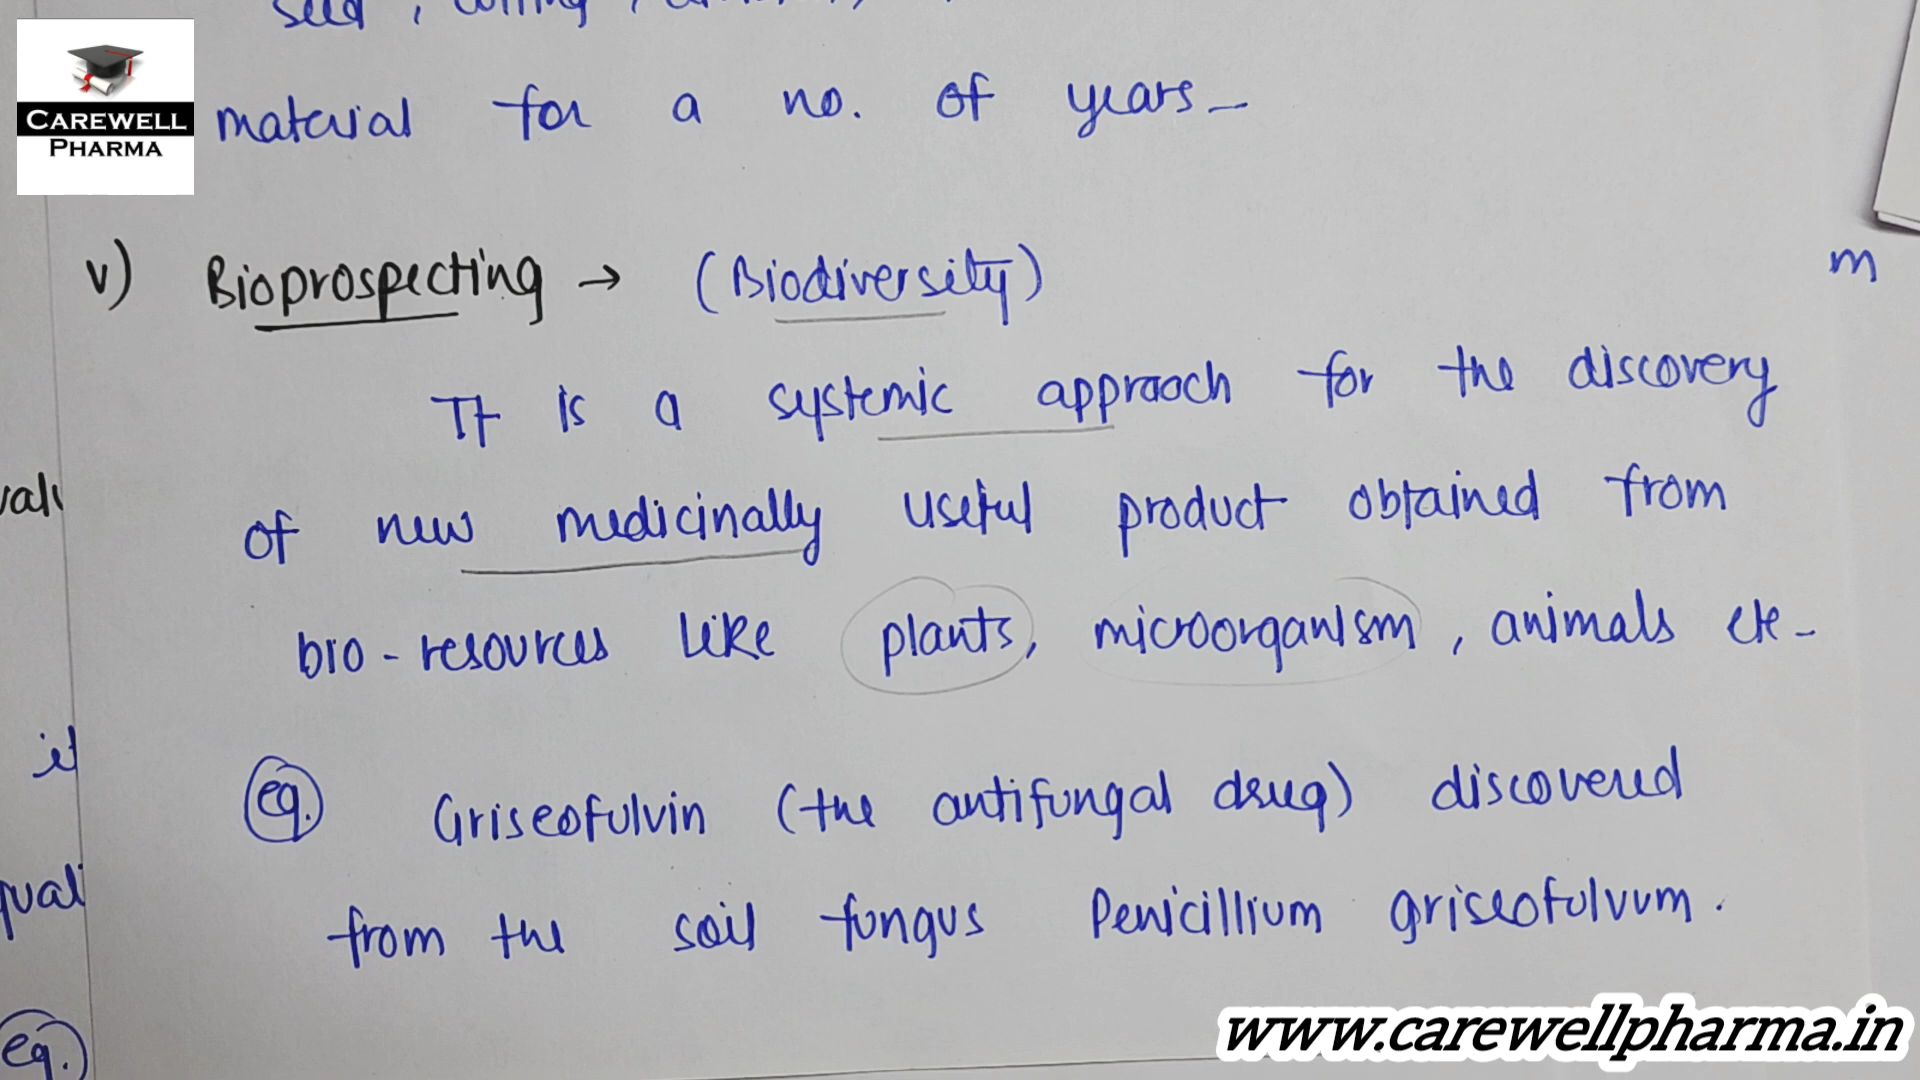 seed,
CAREWELL
PHARMA
material for a no. of years-
v) Bioprospecting → (Biodiversity)
m
It is a systemic approach for the discovery
of new medicinally useful product obtained from
bio-resources like plants, microorganism, animals etc-
eg. Griseofulvin (the antifungal drug) discovered
from the soil fungus Penicillium griseofulvum.
it
eg.)
www.carewellpharma.in